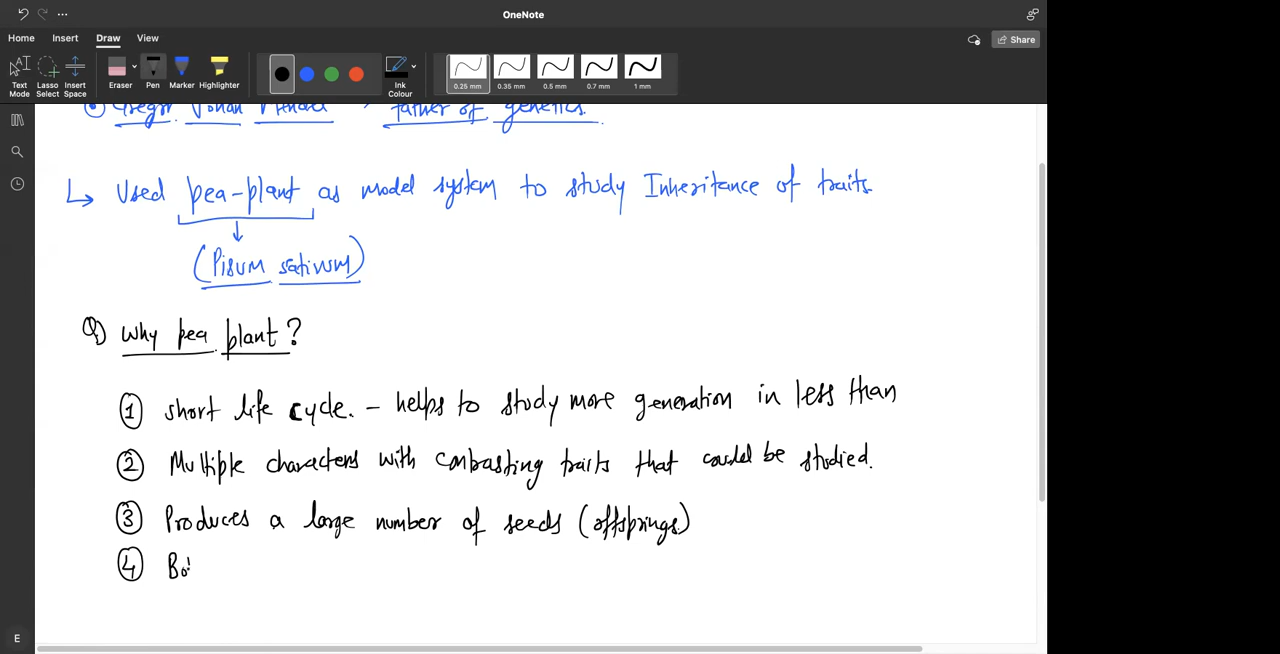 OneNote
Home Insert Draw View
Share
Text Mode Lasso Select Insert Space Eraser Pen Marker Highlighter Ink Colour 0.25 mm 0.35 mm 0.5 mm 0.7 mm 1 mm
Gregor Johan Mendel → father of genetics.
↳ Used pea-plant as model system to study Inheritance of traits
(Pisum sativum)
Q) Why pea plant?
① short life cycle. – helps to study more generation in less than
② Multiple characters with contrasting traits that could be studied.
③ Produces a large number of seeds (offsprings)
④ Bo
E